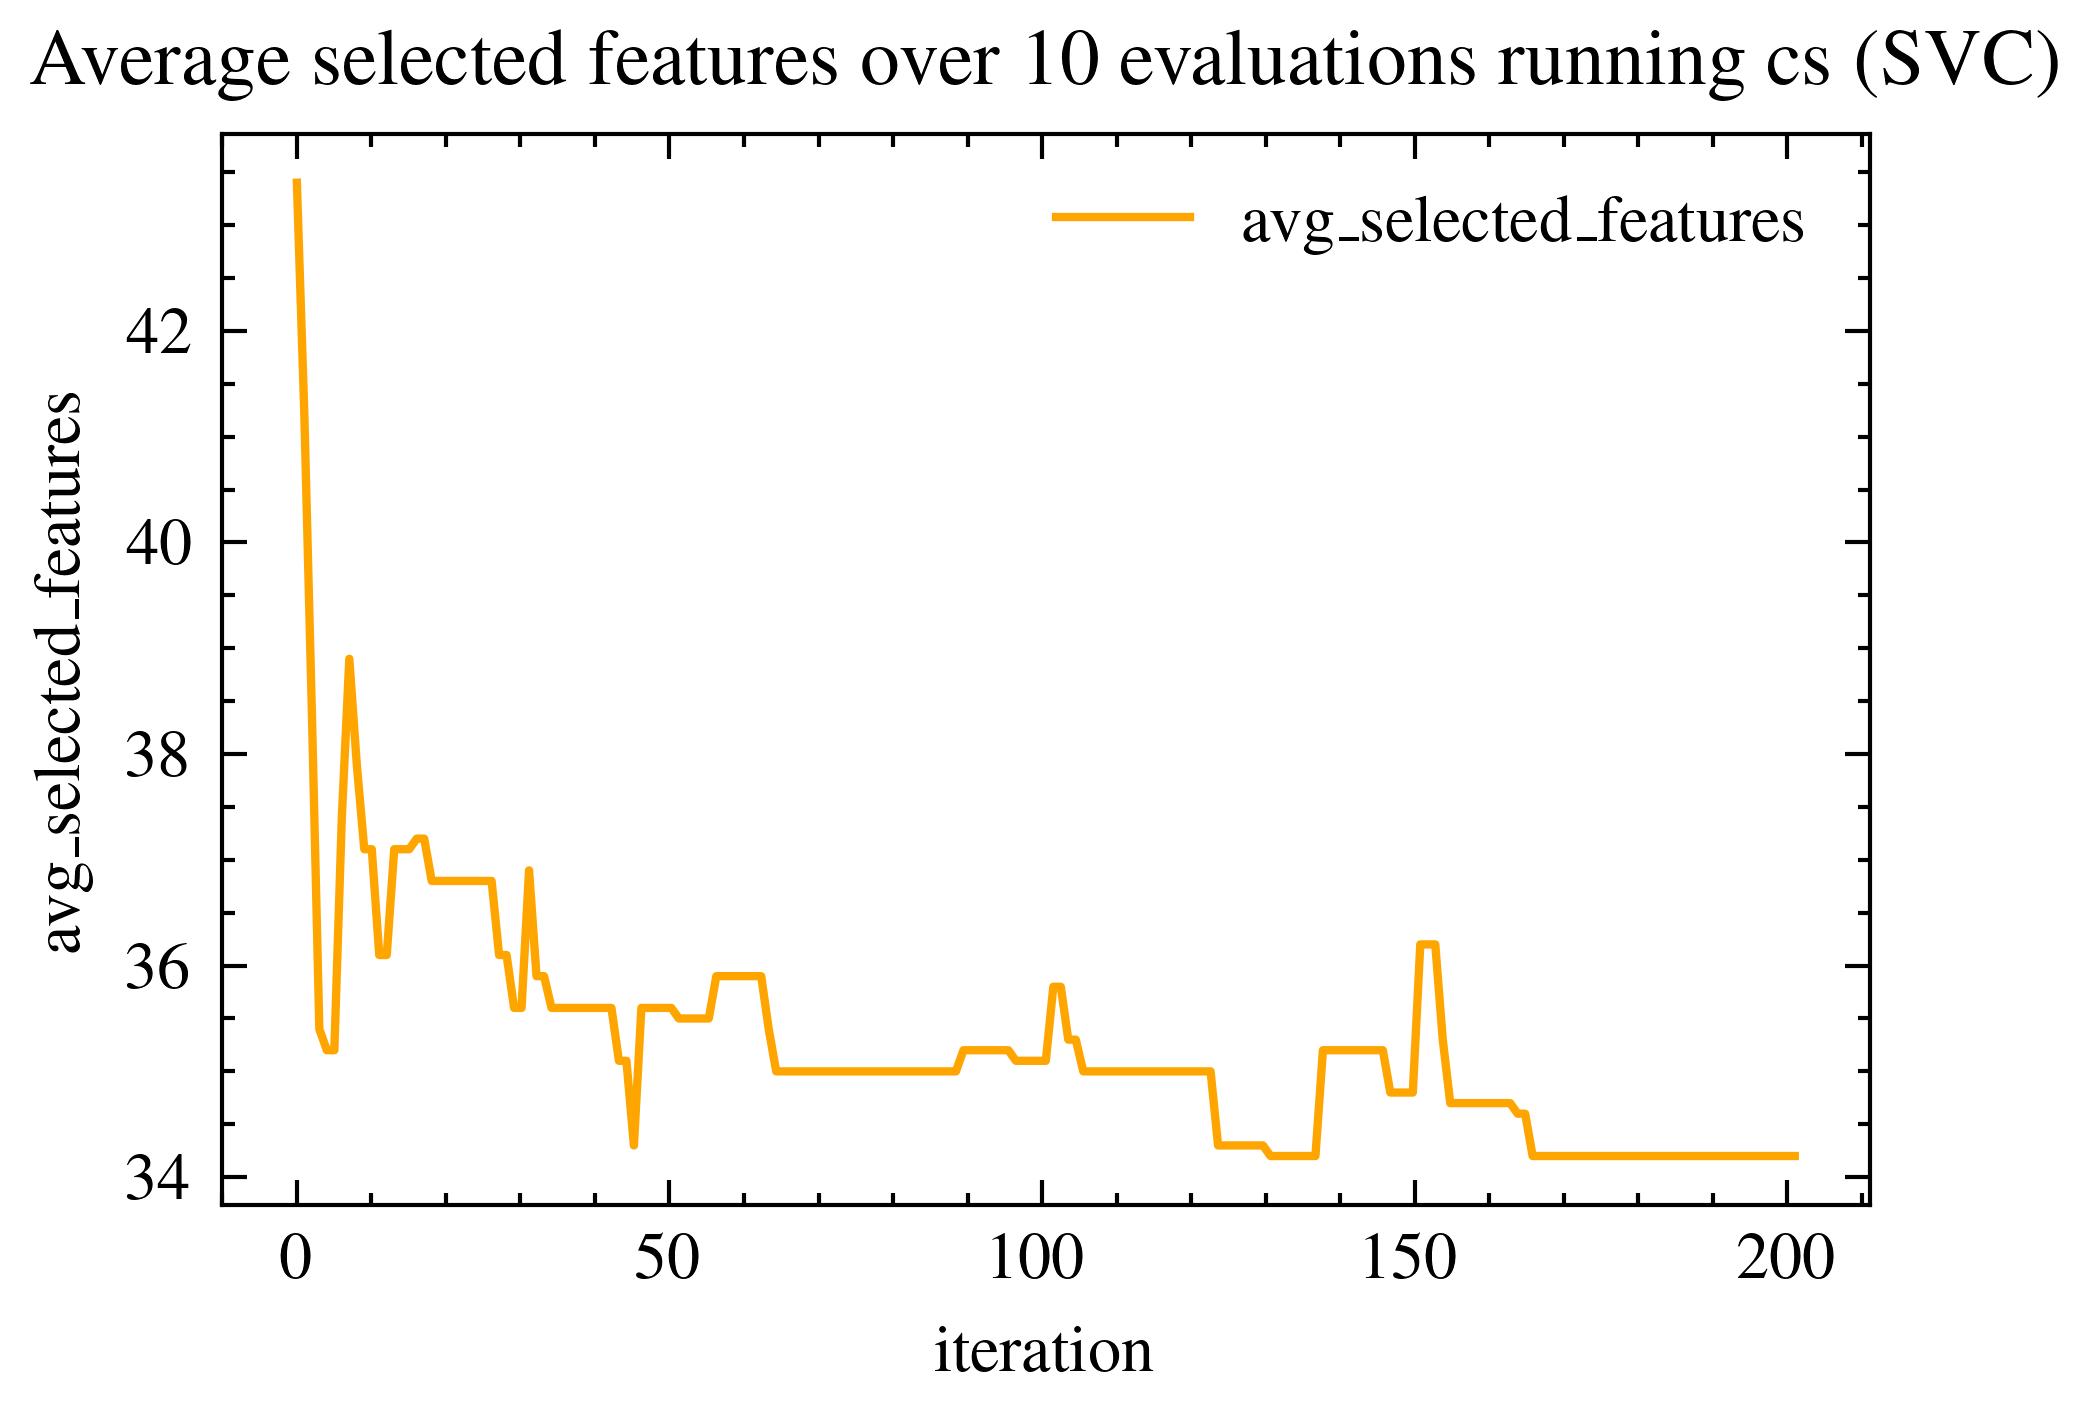 Average selected features over 10 evaluations running cs (SVC)
avg_selected_features
avg_selected_features
42
40
38
36
34
0 50 100 150 200
iteration